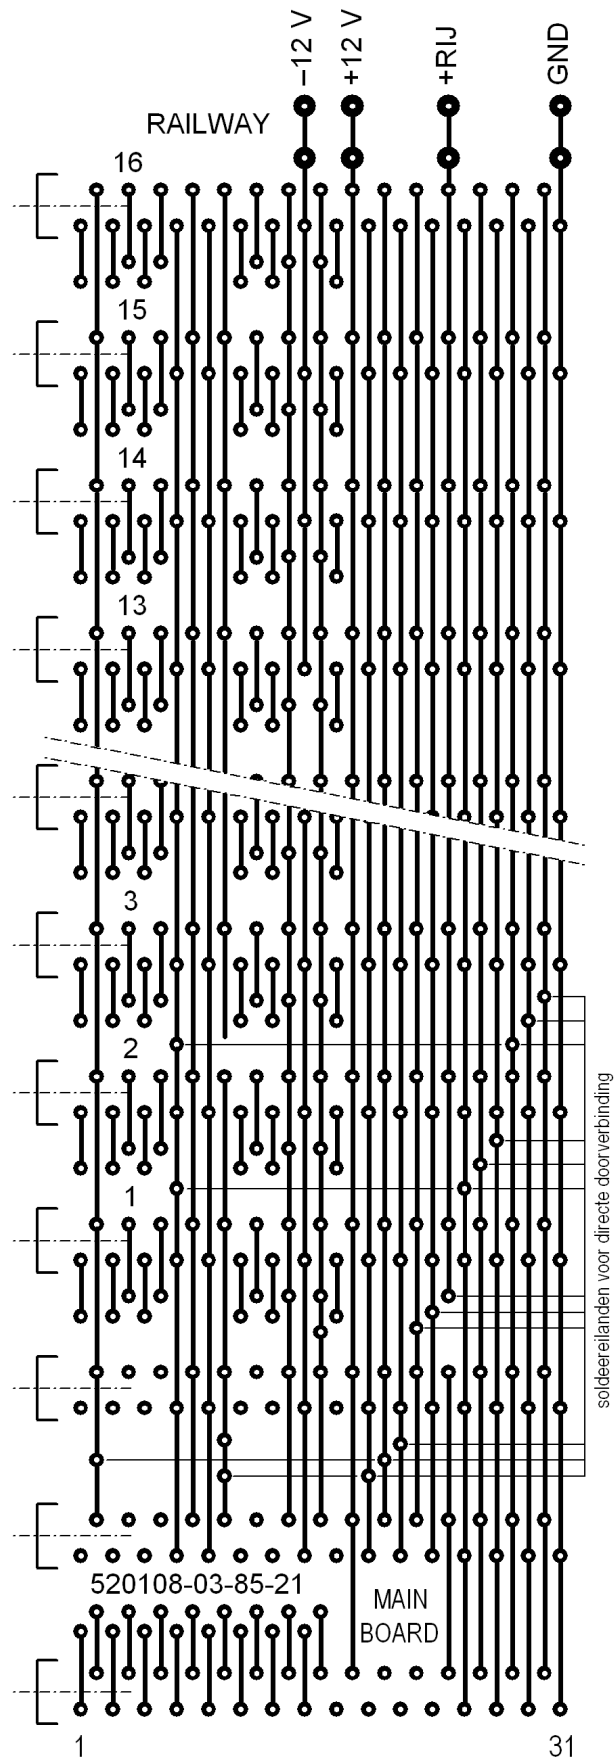 −12 V
+12 V
+RIJ
GND
RAILWAY
16
15
14
13
3
2
1
soldeereilanden voor directe doorverbinding
520108-03-85-21
MAIN
BOARD
1
31